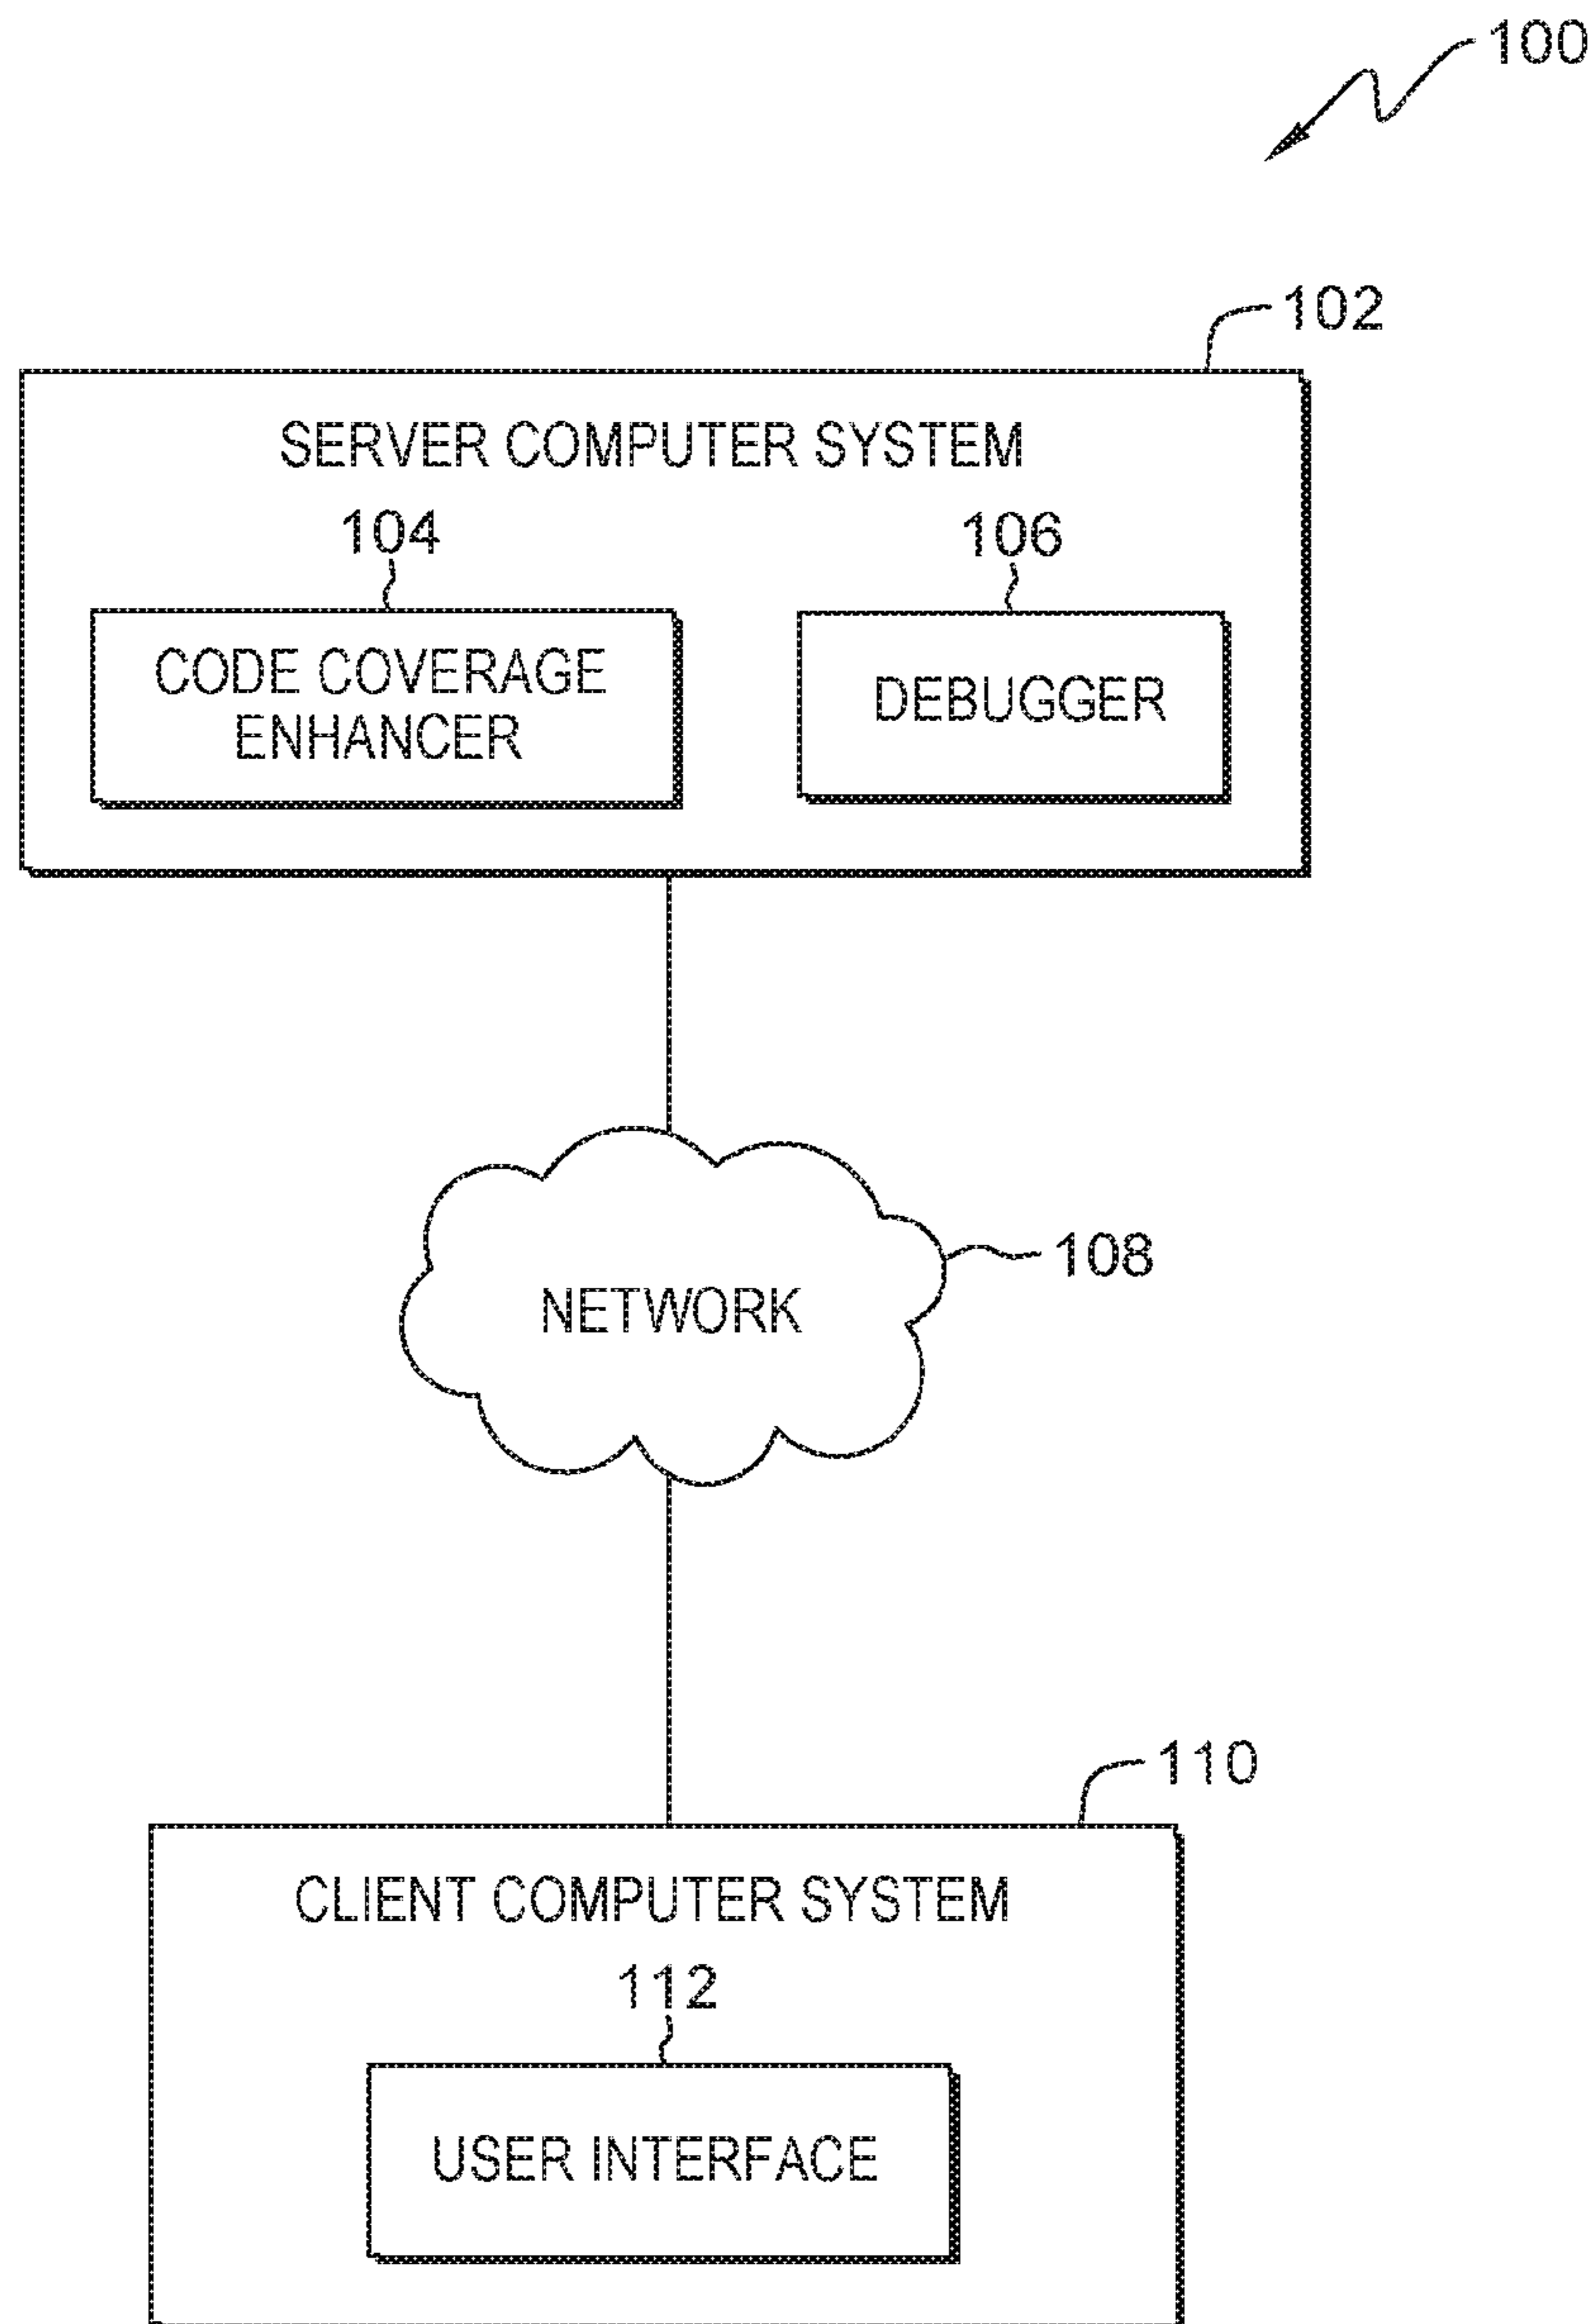 100
102
SERVER COMPUTER SYSTEM
104
106
CODE COVERAGE
ENHANCER
DEBUGGER
108
NETWORK
110
CLIENT COMPUTER SYSTEM
112
USER INTERFACE